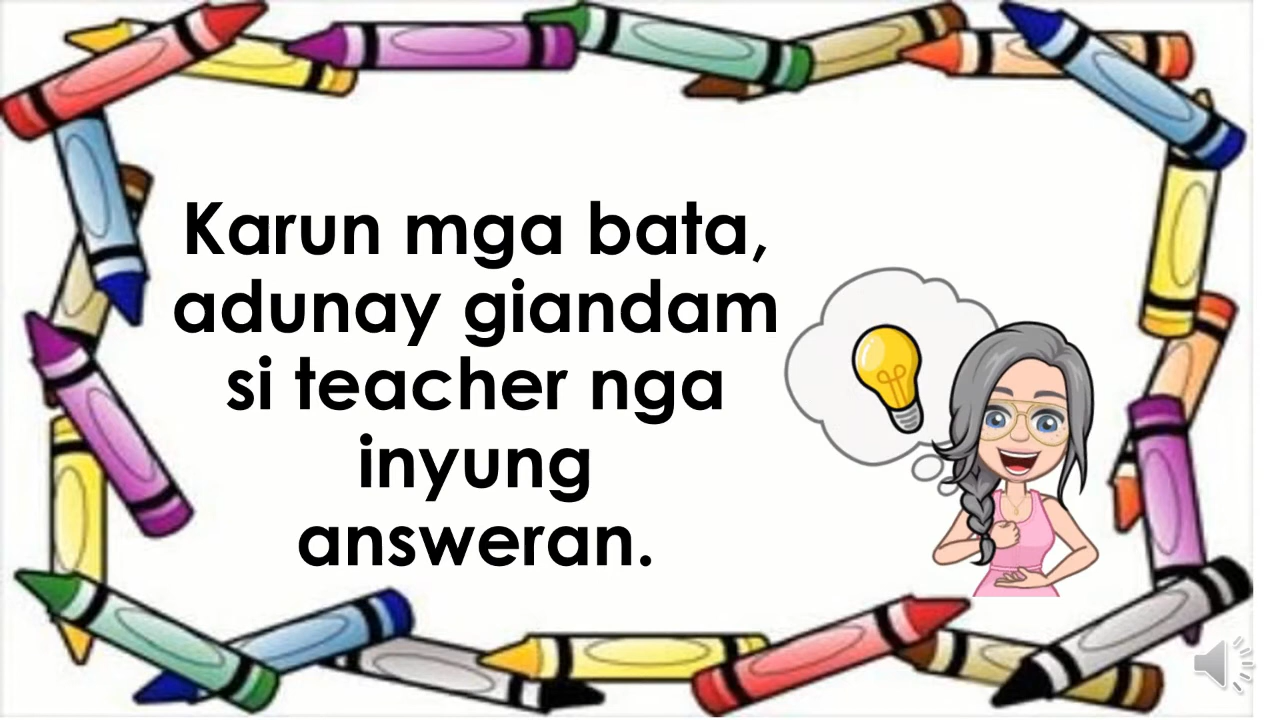 Karun mga bata,
adunay giandam
si teacher nga
inyung
answeran.